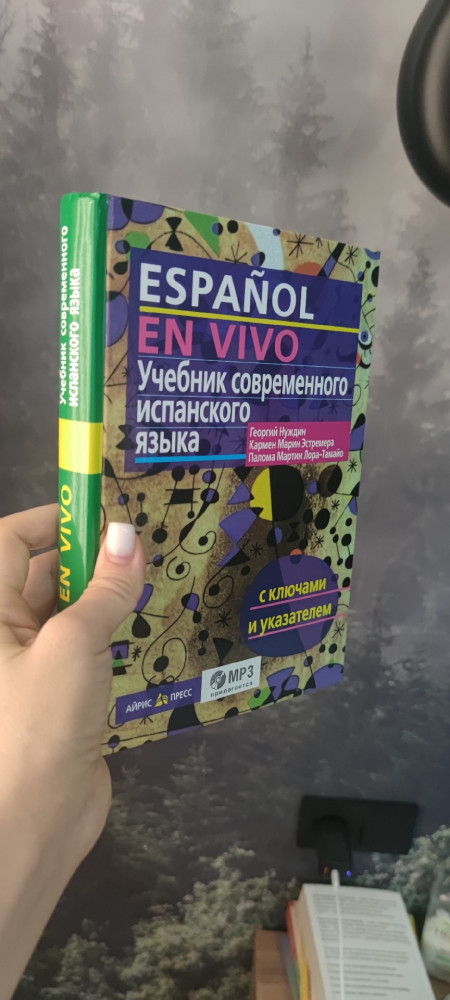 ESPAÑOL
EN VIVO
Учебник современного
испанского
языка
Георгий Нуждин
Кармен Марин Эстремера
Палома Мартин Лора-Тамайо
с ключами
и указателем
MP3
прилагается
АЙРИС ПРЕСС
Учебник современного
испанского языка
EN VIVO